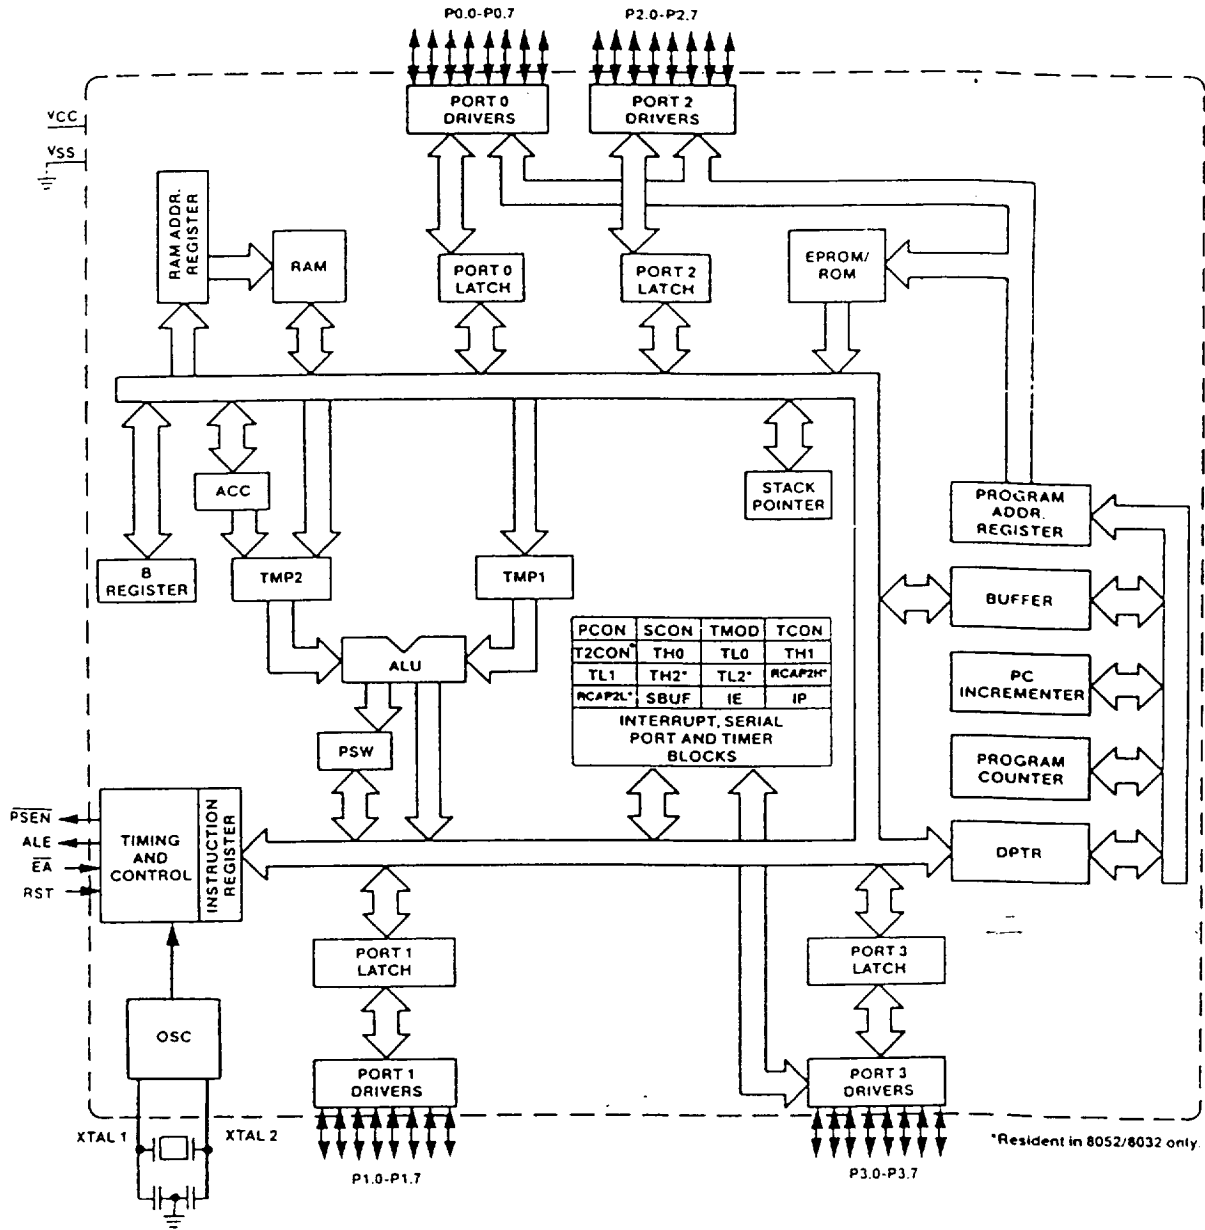 P0.0-P0.7
P2.0-P2.7
PORT 0
DRIVERS
PORT 2
DRIVERS
VCC
VSS
RAM ADDR.
REGISTER
RAM
PORT 0
LATCH
PORT 2
LATCH
EPROM/
ROM
ACC
STACK
POINTER
PROGRAM
ADDR.
REGISTER
B
REGISTER
TMP2
TMP1
BUFFER
PCON SCON TMOD TCON
T2CON* TH0 TL0 TH1
TL1 TH2* TL2* RCAP2H*
RCAP2L* SBUF IE IP
INTERRUPT, SERIAL
PORT AND TIMER
BLOCKS
ALU
PC
INCREMENTER
PSW
PROGRAM
COUNTER
PSEN
ALE
EA
RST
TIMING
AND
CONTROL
INSTRUCTION
REGISTER
DPTR
PORT 1
LATCH
PORT 3
LATCH
OSC
PORT 1
DRIVERS
PORT 3
DRIVERS
XTAL 1
XTAL 2
P1.0-P1.7
P3.0-P3.7
*Resident in 8052/8032 only.